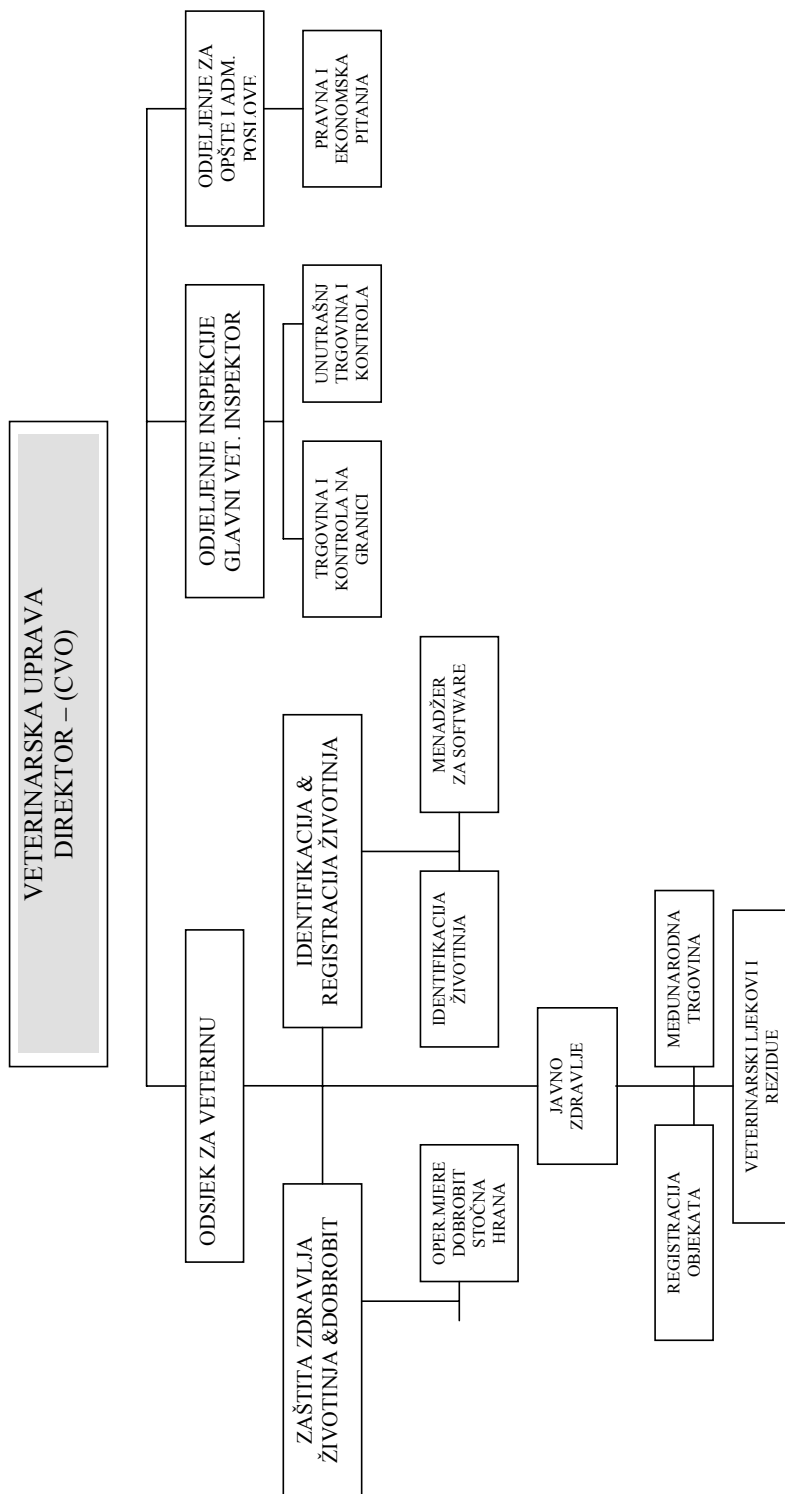 VETERINARSKA UPRAVA
DIREKTOR – (CVO)
ODSJEK ZA VETERINU
ODJELJENJE INSPEKCIJE
GLAVNI VET. INSPEKTOR
ODJELJENJE ZA
OPŠTE I ADM.
POSLOVE
ZAŠTITA ZDRAVLJA
ŽIVOTINJA &DOBROBIT
IDENTIFIKACIJA &
REGISTRACIJA ŽIVOTINJA
TRGOVINA I
KONTROLA NA
GRANICI
UNUTRAŠNJ
TRGOVINA I
KONTROLA
PRAVNA I
EKONOMSKA
PITANJA
OPER.MJERE
DOBROBIT
STOČNA
HRANA
IDENTIFIKACIJA
ŽIVOTINJA
MENADŽER
ZA SOFTWARE
JAVNO
ZDRAVLJE
REGISTRACIJA
OBJEKATA
MEĐUNARODNA
TRGOVINA
VETERINARSKI LJEKOVI I
REZIDUE